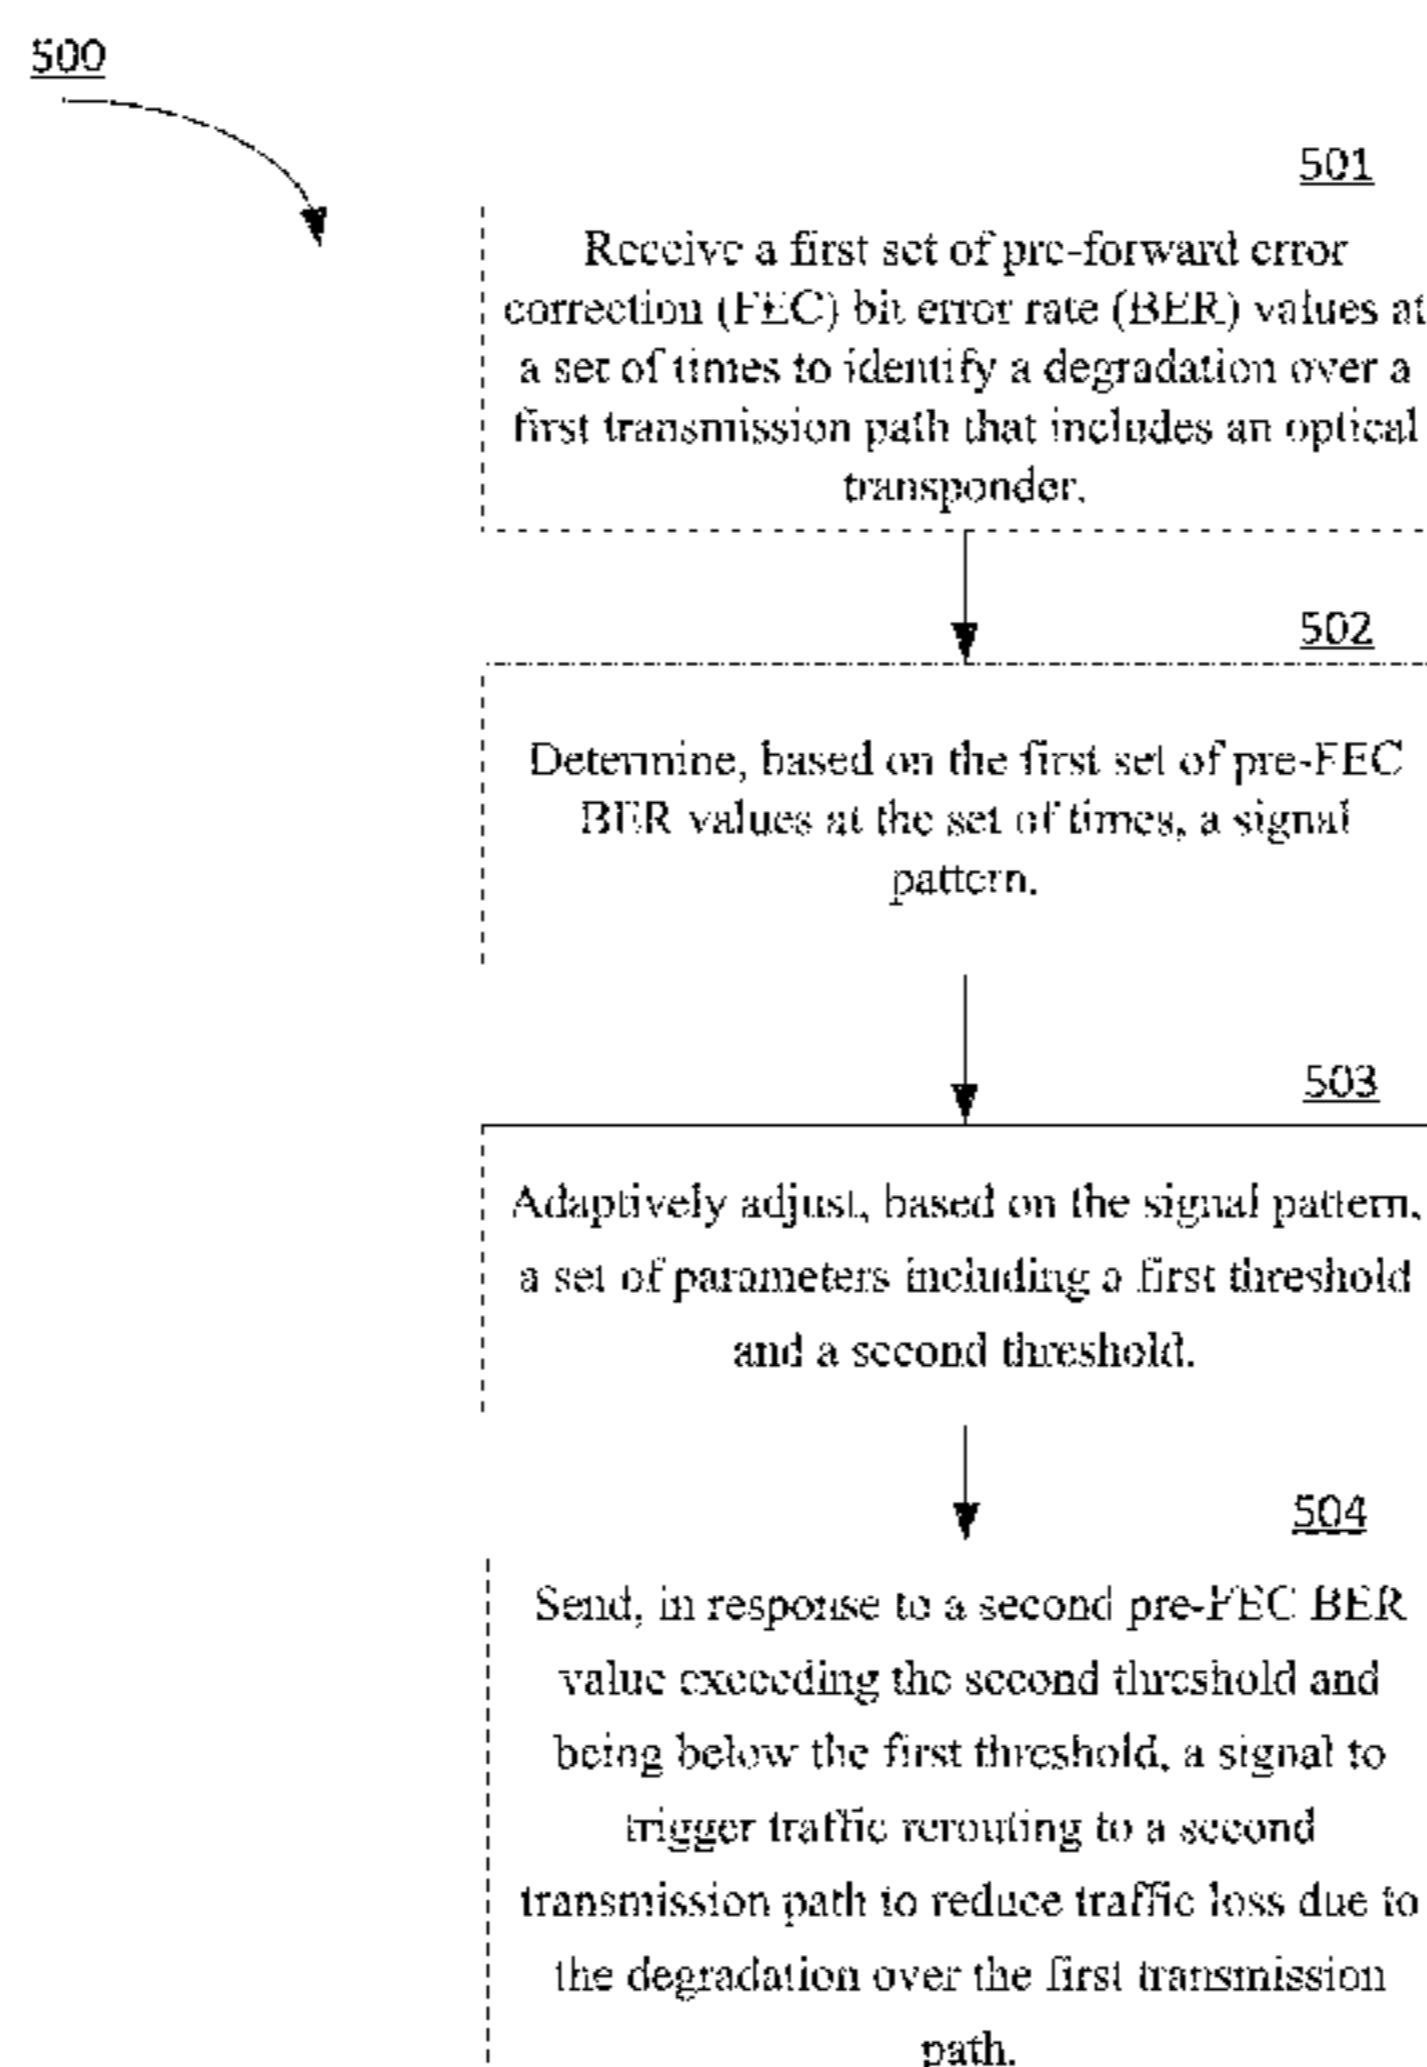 500
501
Receive a first set of pre-forward error
correction (FEC) bit error rate (BER) values at
a set of times to identify a degradation over a
first transmission path that includes an optical
transponder.
502
Determine, based on the first set of pre-FEC
BER values at the set of times, a signal
pattern.
503
Adaptively adjust, based on the signal pattern,
a set of parameters including a first threshold
and a second threshold.
504
Send, in response to a second pre-FEC BER
value exceeding the second threshold and
being below the first threshold, a signal to
trigger traffic rerouting to a second
transmission path to reduce traffic loss due to
the degradation over the first transmission
path.